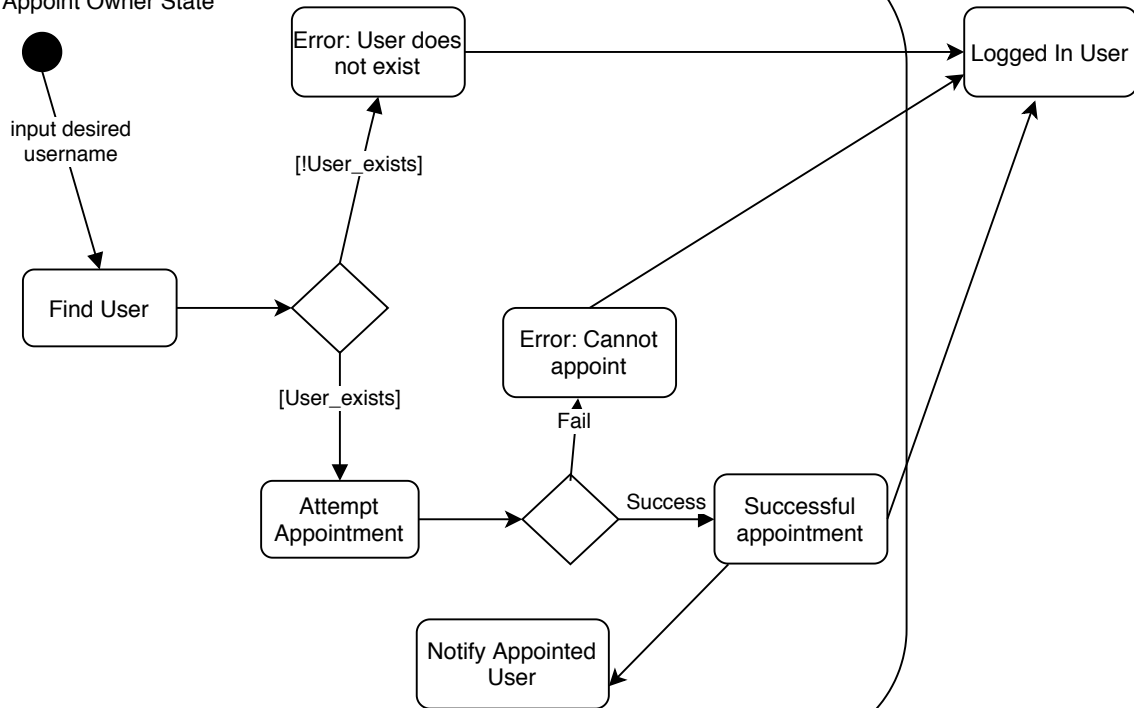 Appoint Owner State
Error: User does
not exist
Logged In User
input desired
username
[!User_exists]
Find User
Error: Cannot
appoint
[User_exists]
Fail
Attempt
Appointment
Success
Successful
appointment
Notify Appointed
User